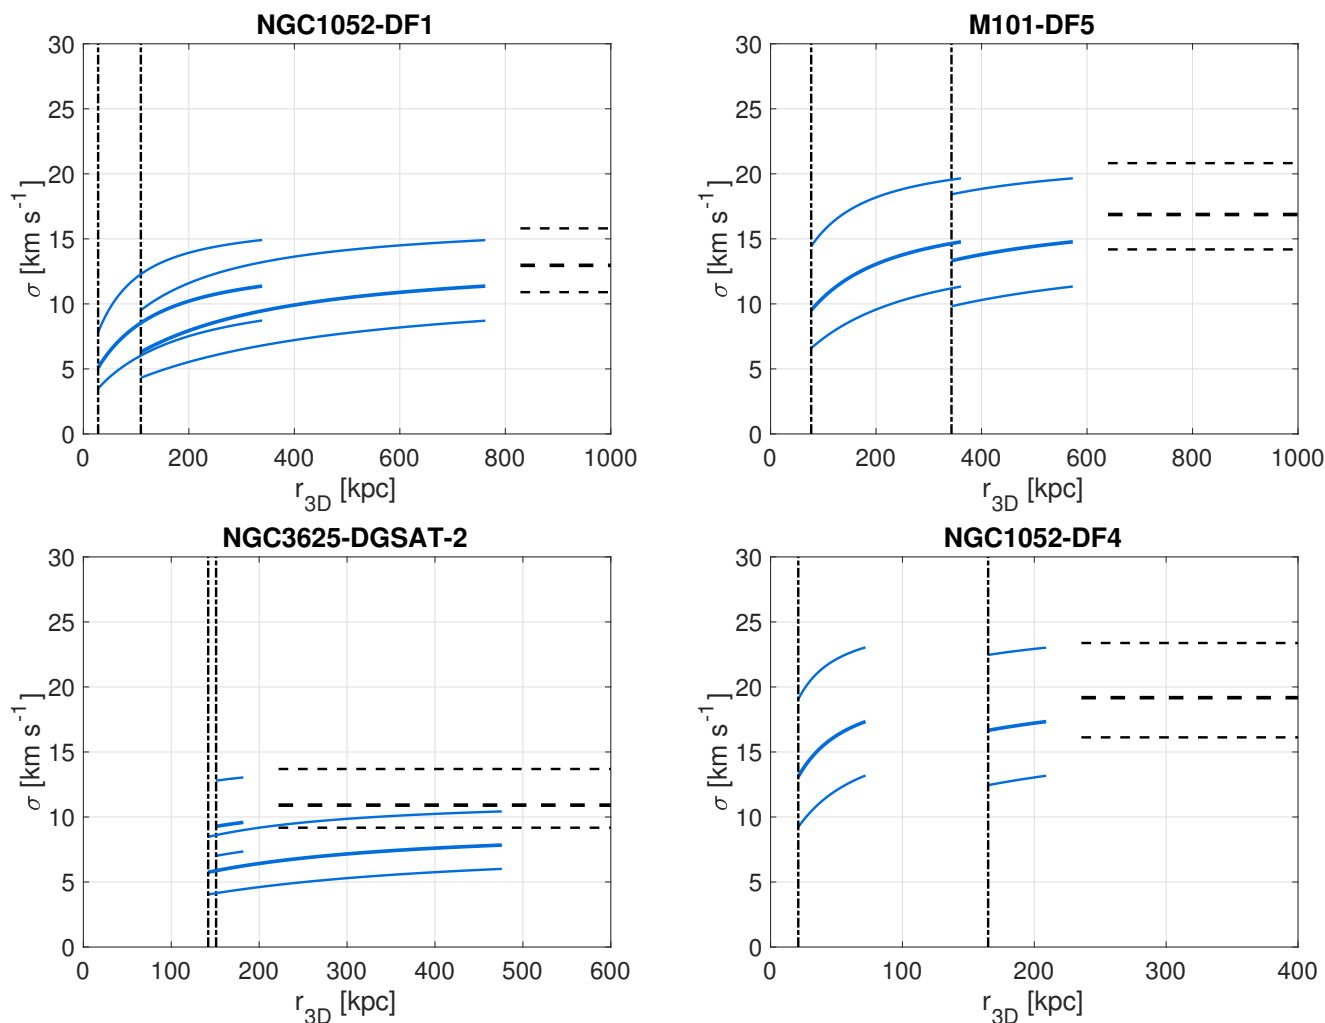 NGC1052-DF1
30
25
20
15
10
5
0
σ [km s⁻¹]
0 200 400 600 800 1000
r₃D [kpc]
M101-DF5
30
25
20
15
10
5
0
σ [km s⁻¹]
0 200 400 600 800 1000
r₃D [kpc]
NGC3625-DGSAT-2
30
25
20
15
10
5
0
σ [km s⁻¹]
0 100 200 300 400 500 600
r₃D [kpc]
NGC1052-DF4
30
25
20
15
10
5
0
σ [km s⁻¹]
0 100 200 300 400
r₃D [kpc]